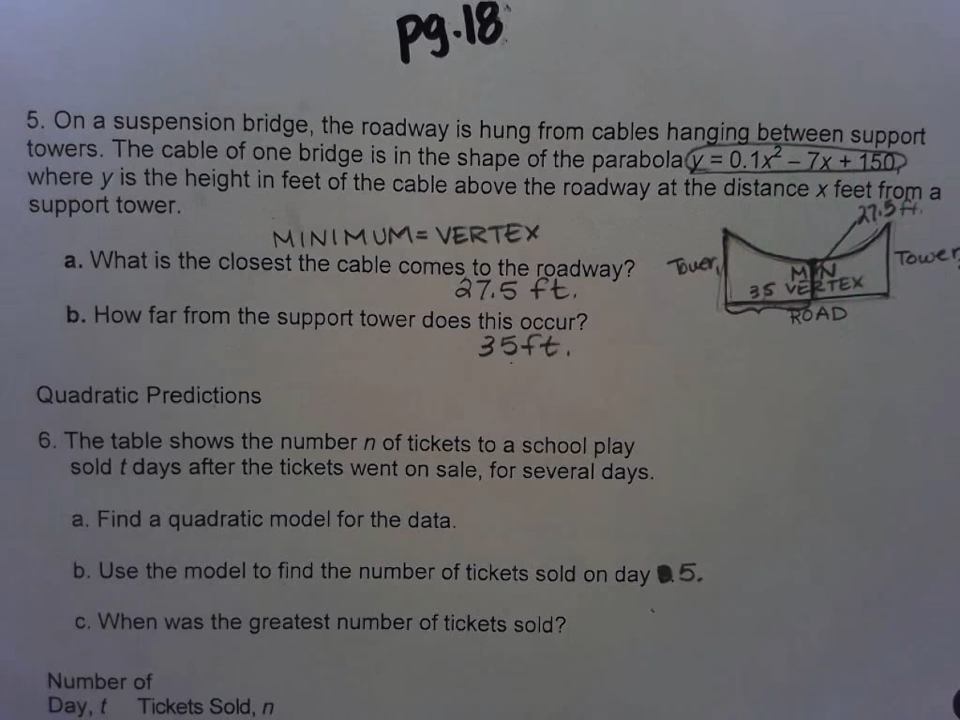 pg.18
5. On a suspension bridge, the roadway is hung from cables hanging between support
towers. The cable of one bridge is in the shape of the parabola y = 0.1x² – 7x + 150,
where y is the height in feet of the cable above the roadway at the distance x feet from a
support tower.
27.5 ft.
MINIMUM = VERTEX
a. What is the closest the cable comes to the roadway?
27.5 ft.
Tower
Tower
MIN
35 VERTEX
ROAD
b. How far from the support tower does this occur?
35ft.
Quadratic Predictions
6. The table shows the number n of tickets to a school play
sold t days after the tickets went on sale, for several days.
a. Find a quadratic model for the data.
b. Use the model to find the number of tickets sold on day 5.
c. When was the greatest number of tickets sold?
Number of
Day, t Tickets Sold, n